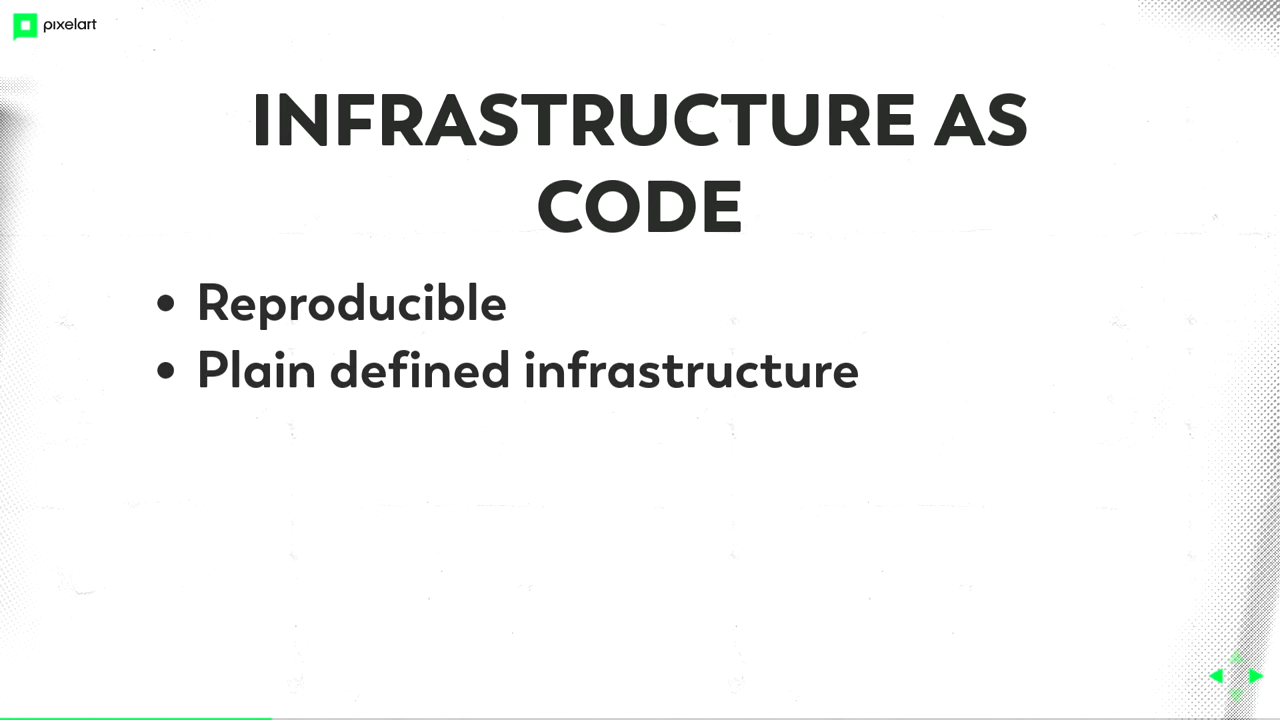 pixelart
INFRASTRUCTURE AS
CODE
• Reproducible
• Plain defined infrastructure